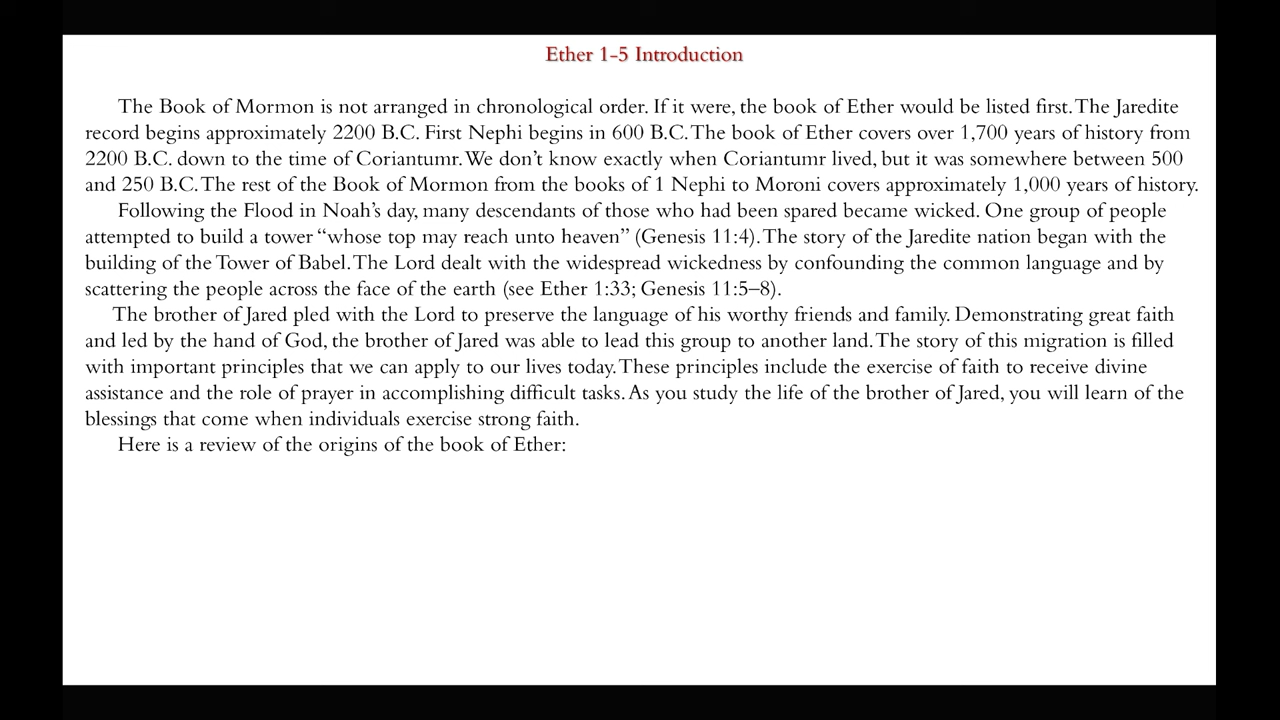 Ether 1-5 Introduction
The Book of Mormon is not arranged in chronological order. If it were, the book of Ether would be listed first. The Jaredite
record begins approximately 2200 B.C. First Nephi begins in 600 B.C. The book of Ether covers over 1,700 years of history from
2200 B.C. down to the time of Coriantumr. We don’t know exactly when Coriantumr lived, but it was somewhere between 500
and 250 B.C. The rest of the Book of Mormon from the books of 1 Nephi to Moroni covers approximately 1,000 years of history.
Following the Flood in Noah’s day, many descendants of those who had been spared became wicked. One group of people
attempted to build a tower “whose top may reach unto heaven” (Genesis 11:4). The story of the Jaredite nation began with the
building of the Tower of Babel. The Lord dealt with the widespread wickedness by confounding the common language and by
scattering the people across the face of the earth (see Ether 1:33; Genesis 11:5–8).
The brother of Jared pled with the Lord to preserve the language of his worthy friends and family. Demonstrating great faith
and led by the hand of God, the brother of Jared was able to lead this group to another land. The story of this migration is filled
with important principles that we can apply to our lives today. These principles include the exercise of faith to receive divine
assistance and the role of prayer in accomplishing difficult tasks. As you study the life of the brother of Jared, you will learn of the
blessings that come when individuals exercise strong faith.
Here is a review of the origins of the book of Ether: